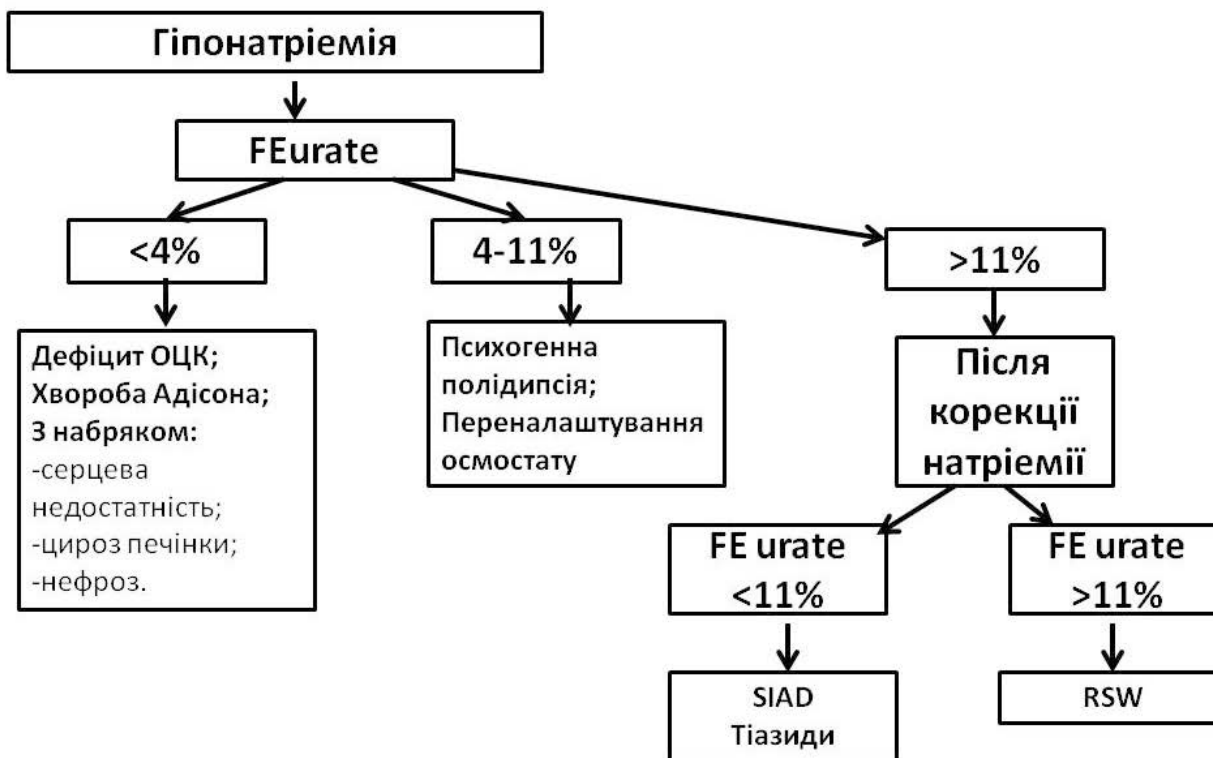 Гіпонатріемія
FEurate
<4%
4-11%
>11%
Дефіцит ОЦК;
Хвороба Адісона;
З набряком:
-серцева
недостатність;
-цироз печінки;
-нефроз.
Психогенна
полідипсія;
Переналаштування
осмостату
Після
корекції
натріемії
FE urate
<11%
FE urate
>11%
SIAD
Тіазиди
RSW